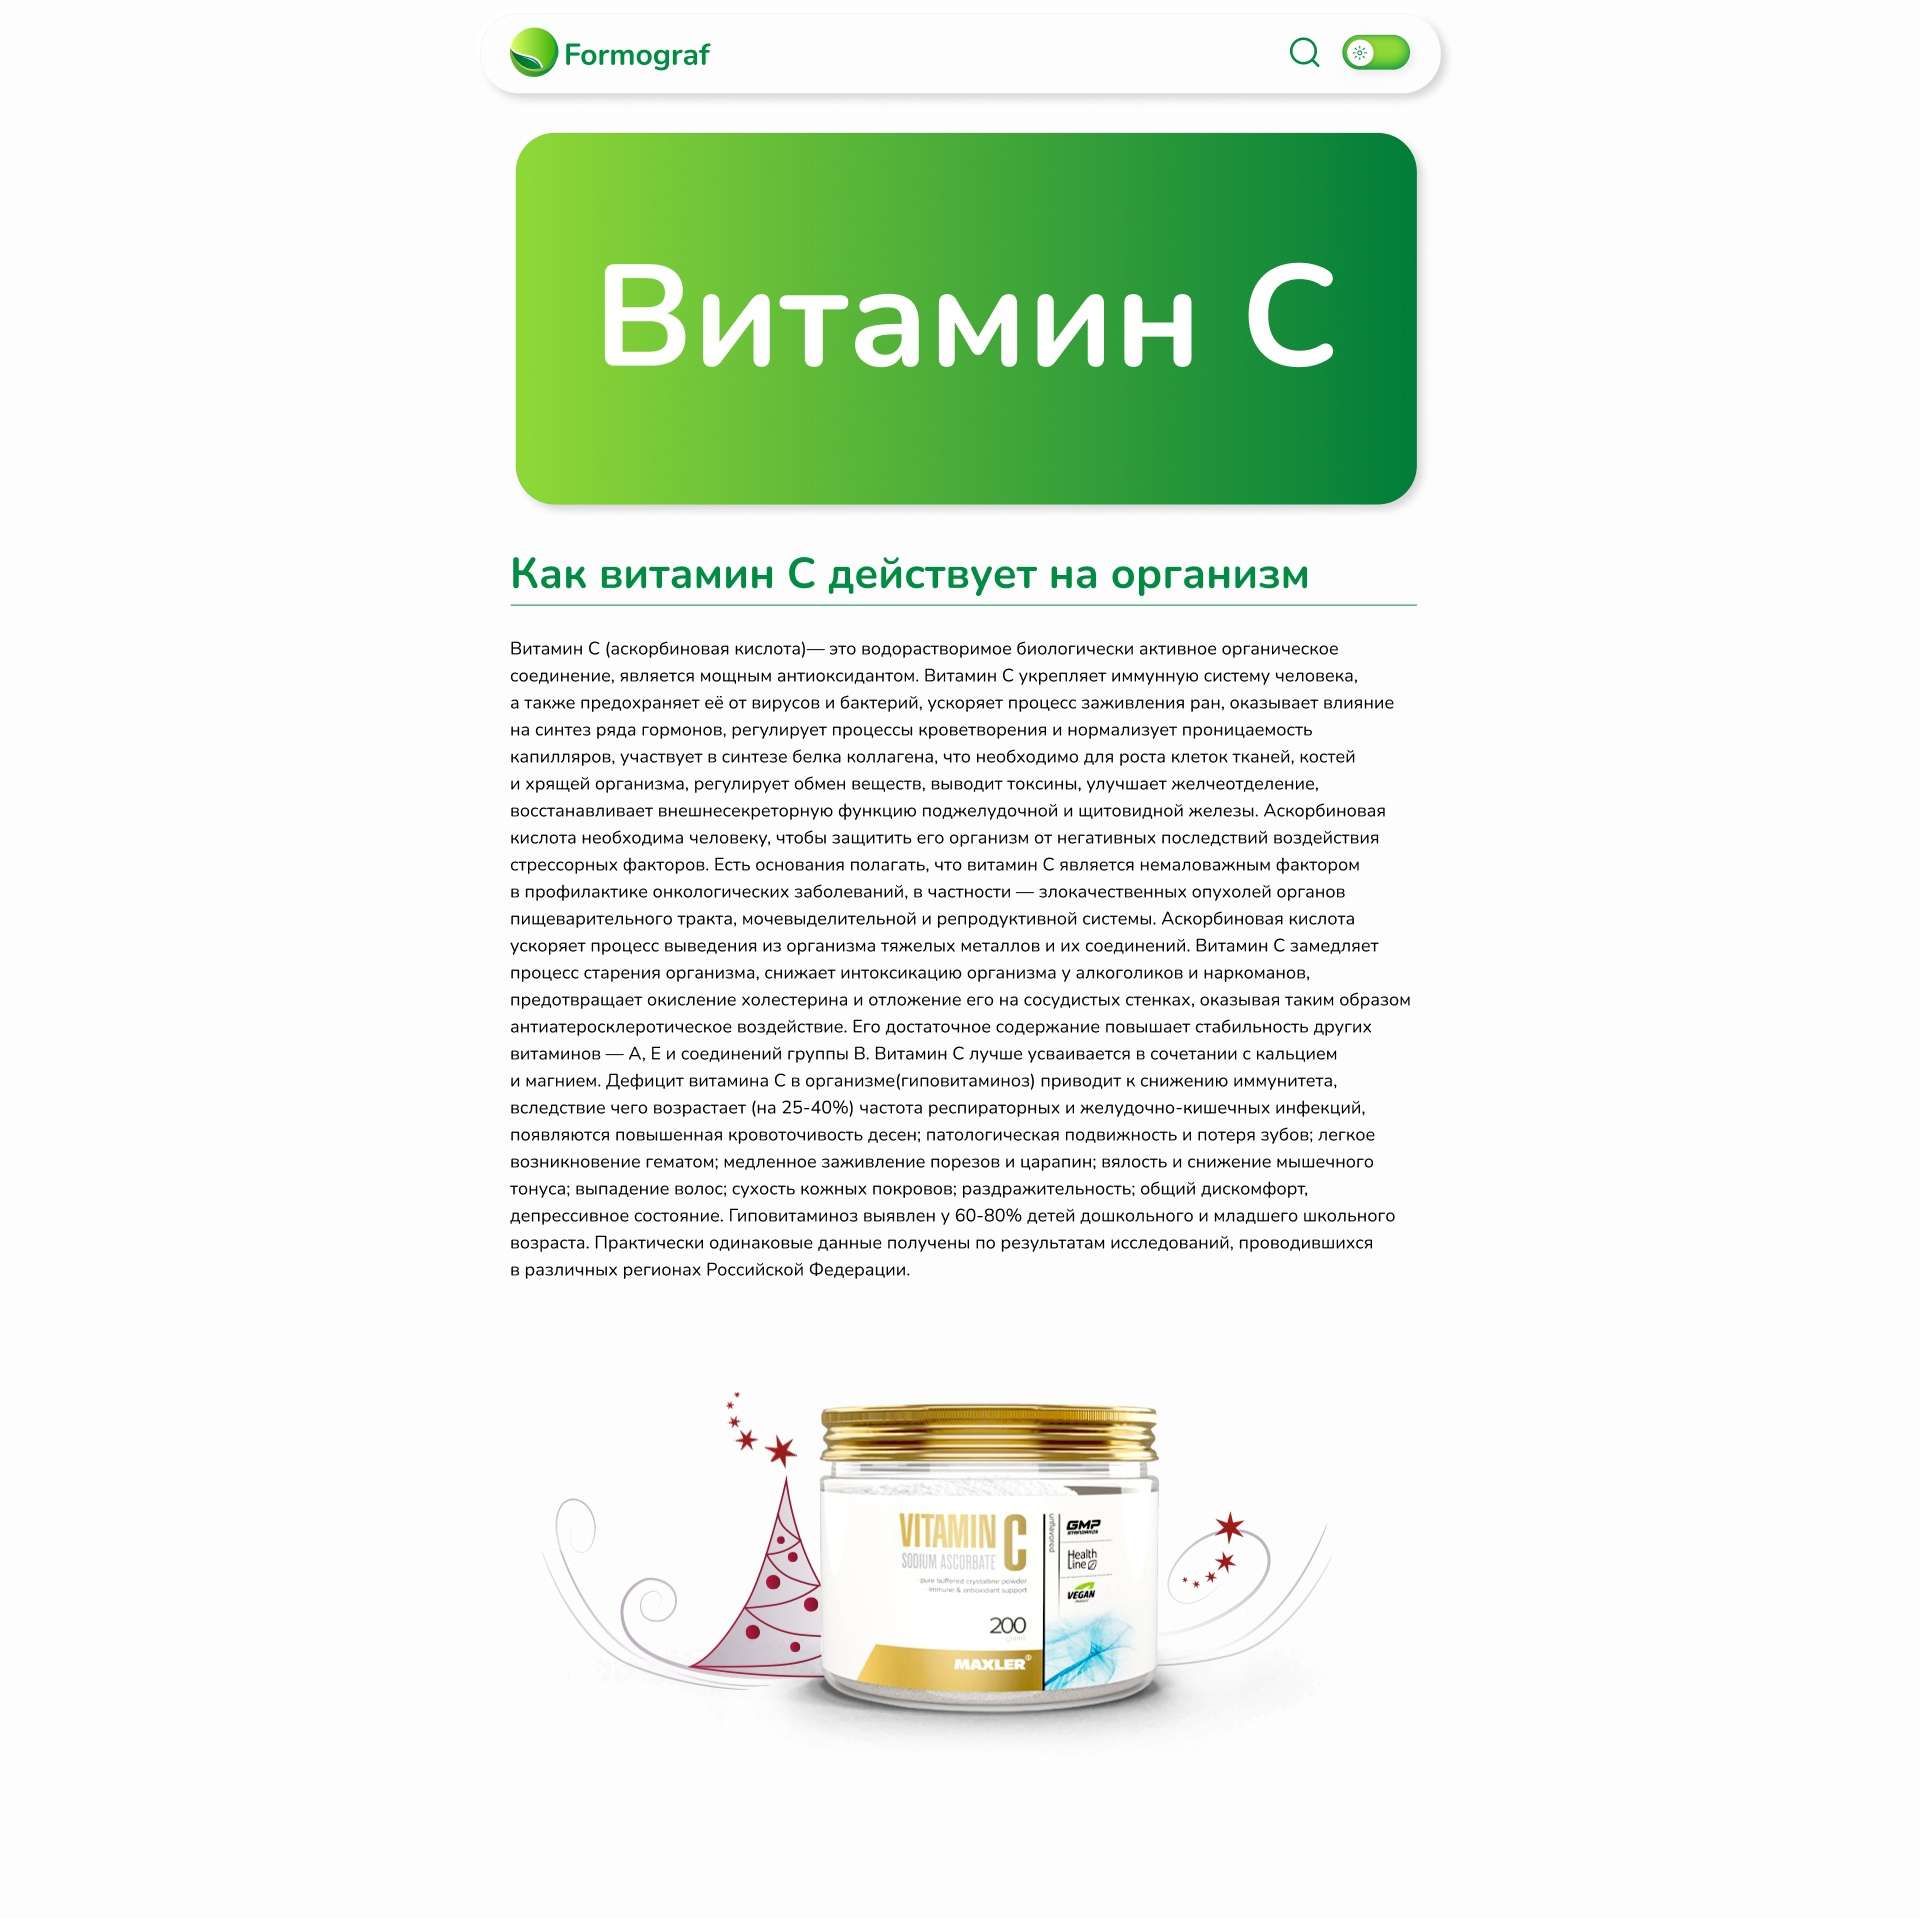 Formograf
Витамин C
Как витамин С действует на организм
Витамин С (аскорбиновая кислота)— это водорастворимое биологически активное органическое
соединение, является мощным антиоксидантом. Витамин С укрепляет иммунную систему человека,
а также предохраняет её от вирусов и бактерий, ускоряет процесс заживления ран, оказывает влияние
на синтез ряда гормонов, регулирует процессы кроветворения и нормализует проницаемость
капилляров, участвует в синтезе белка коллагена, что необходимо для роста клеток тканей, костей
и хрящей организма, регулирует обмен веществ, выводит токсины, улучшает желчеотделение,
восстанавливает внешнесекреторную функцию поджелудочной и щитовидной железы. Аскорбиновая
кислота необходима человеку, чтобы защитить его организм от негативных последствий воздействия
стрессорных факторов. Есть основания полагать, что витамин С является немаловажным фактором
в профилактике онкологических заболеваний, в частности — злокачественных опухолей органов
пищеварительного тракта, мочевыделительной и репродуктивной системы. Аскорбиновая кислота
ускоряет процесс выведения из организма тяжелых металлов и их соединений. Витамин С замедляет
процесс старения организма, снижает интоксикацию организма у алкоголиков и наркоманов,
предотвращает окисление холестерина и отложение его на сосудистых стенках, оказывая таким образом
антиатеросклеротическое воздействие. Его достаточное содержание повышает стабильность других
витаминов — А, Е и соединений группы В. Витамин С лучше усваивается в сочетании с кальцием
и магнием. Дефицит витамина С в организме(гиповитаминоз) приводит к снижению иммунитета,
вследствие чего возрастает (на 25-40%) частота респираторных и желудочно-кишечных инфекций,
появляются повышенная кровоточивость десен; патологическая подвижность и потеря зубов; легкое
возникновение гематом; медленное заживление порезов и царапин; вялость и снижение мышечного
тонуса; выпадение волос; сухость кожных покровов; раздражительность; общий дискомфорт,
депрессивное состояние. Гиповитаминоз выявлен у 60-80% детей дошкольного и младшего школьного
возраста. Практически одинаковые данные получены по результатам исследований, проводившихся
в различных регионах Российской Федерации.
VITAMIN C
SODIUM ASCORBATE
· pure buffered crystalline powder
· immune & antioxidant support
200
grams
MAXLER®
unflavored
GMP
STANDARDS
Health
Line
VEGAN